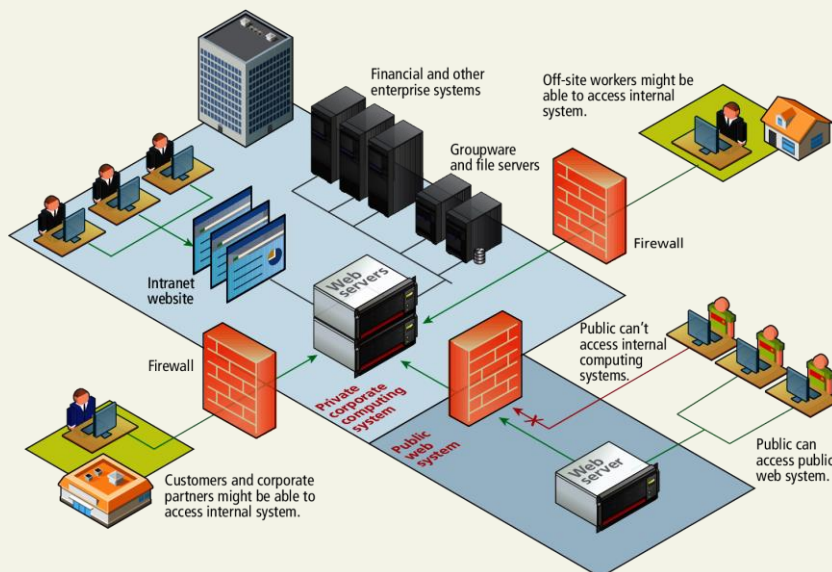 Financial and other
enterprise systems
Off-site workers might be
able to access internal
system.
Groupware
and file servers
Firewall
Intranet
website
Web
servers
Public can't
access internal
computing
systems.
Firewall
Private
corporate
computing
system
Public
web
system
Web
server
Public can
access public
web system.
Customers and corporate
partners might be able to
access internal system.